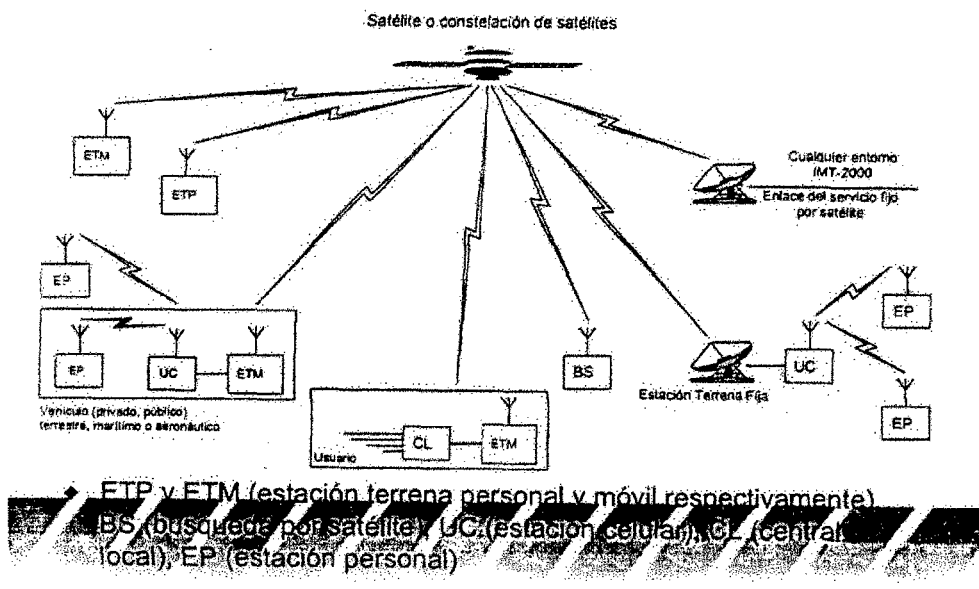 Satélite o constelación de satélites
ETM
ETP
Cualquier entorno
IMT-2000
Enlace del servicio fijo
por satélite
EP
EP
UC
ETM
Vehículo (privado, público)
terrestre, marítimo o aeronáutico
CL
ETM
Usuario
BS
Estación Terrena Fija
UC
EP
EP
ETP y ETM (estación terrena personal y móvil respectivamente)
BS (búsqueda por satélite), UC (estación celular), CL (central
local), EP (estación personal)